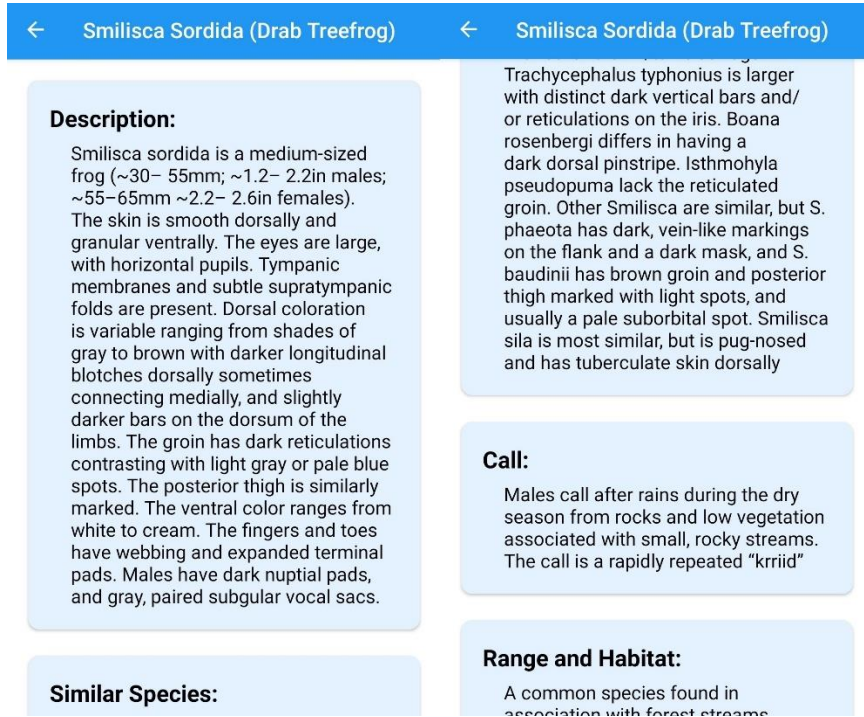 Smilisca Sordida (Drab Treefrog)
Description:
Smilisca sordida is a medium-sized
frog (~30– 55mm; ~1.2– 2.2in males;
~55–65mm ~2.2– 2.6in females).
The skin is smooth dorsally and
granular ventrally. The eyes are large,
with horizontal pupils. Tympanic
membranes and subtle supratympanic
folds are present. Dorsal coloration
is variable ranging from shades of
gray to brown with darker longitudinal
blotches dorsally sometimes
connecting medially, and slightly
darker bars on the dorsum of the
limbs. The groin has dark reticulations
contrasting with light gray or pale blue
spots. The posterior thigh is similarly
marked. The ventral color ranges from
white to cream. The fingers and toes
have webbing and expanded terminal
pads. Males have dark nuptial pads,
and gray, paired subgular vocal sacs.
Similar Species:
Smilisca Sordida (Drab Treefrog)
Trachycephalus typhonius is larger
with distinct dark vertical bars and/
or reticulations on the iris. Boana
rosenbergi differs in having a
dark dorsal pinstripe. Isthmohyla
pseudopuma lack the reticulated
groin. Other Smilisca are similar, but S.
phaeota has dark, vein-like markings
on the flank and a dark mask, and S.
baudinii has brown groin and posterior
thigh marked with light spots, and
usually a pale suborbital spot. Smilisca
sila is most similar, but is pug-nosed
and has tuberculate skin dorsally
Call:
Males call after rains during the dry
season from rocks and low vegetation
associated with small, rocky streams.
The call is a rapidly repeated “krriid”
Range and Habitat:
A common species found in
association with forest streams